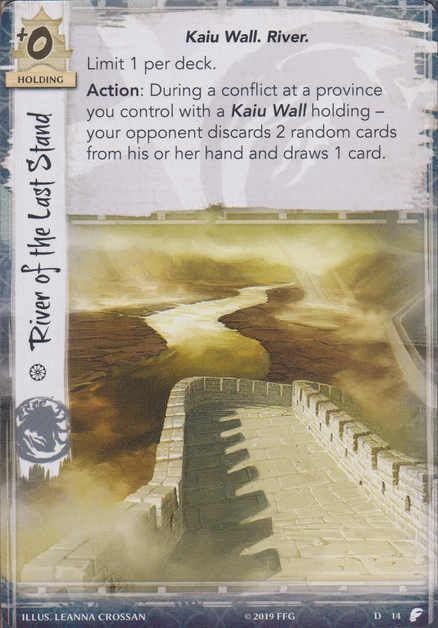 +0
HOLDING
Kaiu Wall. River.
Limit 1 per deck.
Action: During a conflict at a province
you control with a Kaiu Wall holding –
your opponent discards 2 random cards
from his or her hand and draws 1 card.
River of the Last Stand
ILLUS. LEANNA CROSSAN
© 2019 FFG
D 14